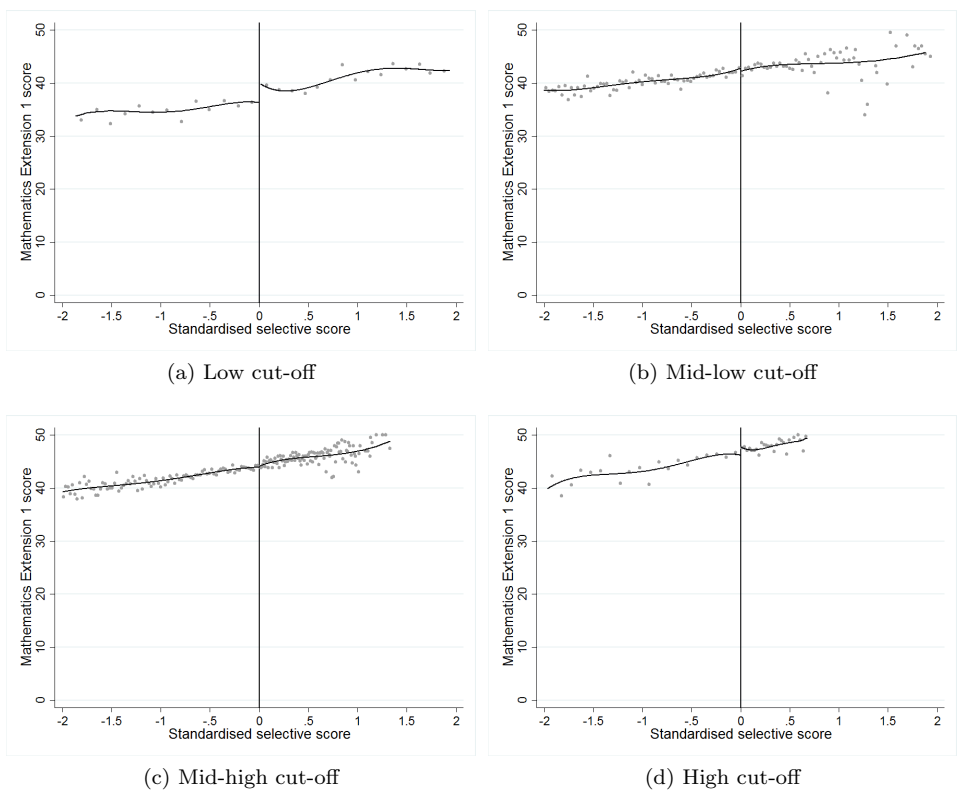 50
40
30
20
10
0
Mathematics Extension 1 score
-2 -1.5 -1 -.5 0 .5 1 1.5 2
Standardised selective score
(a) Low cut-off
50
40
30
20
10
0
Mathematics Extension 1 score
-2 -1.5 -1 -.5 0 .5 1 1.5 2
Standardised selective score
(b) Mid-low cut-off
50
40
30
20
10
0
Mathematics Extension 1 score
-2 -1.5 -1 -.5 0 .5 1 1.5 2
Standardised selective score
(c) Mid-high cut-off
50
40
30
20
10
0
Mathematics Extension 1 score
-2 -1.5 -1 -.5 0 .5 1 1.5 2
Standardised selective score
(d) High cut-off